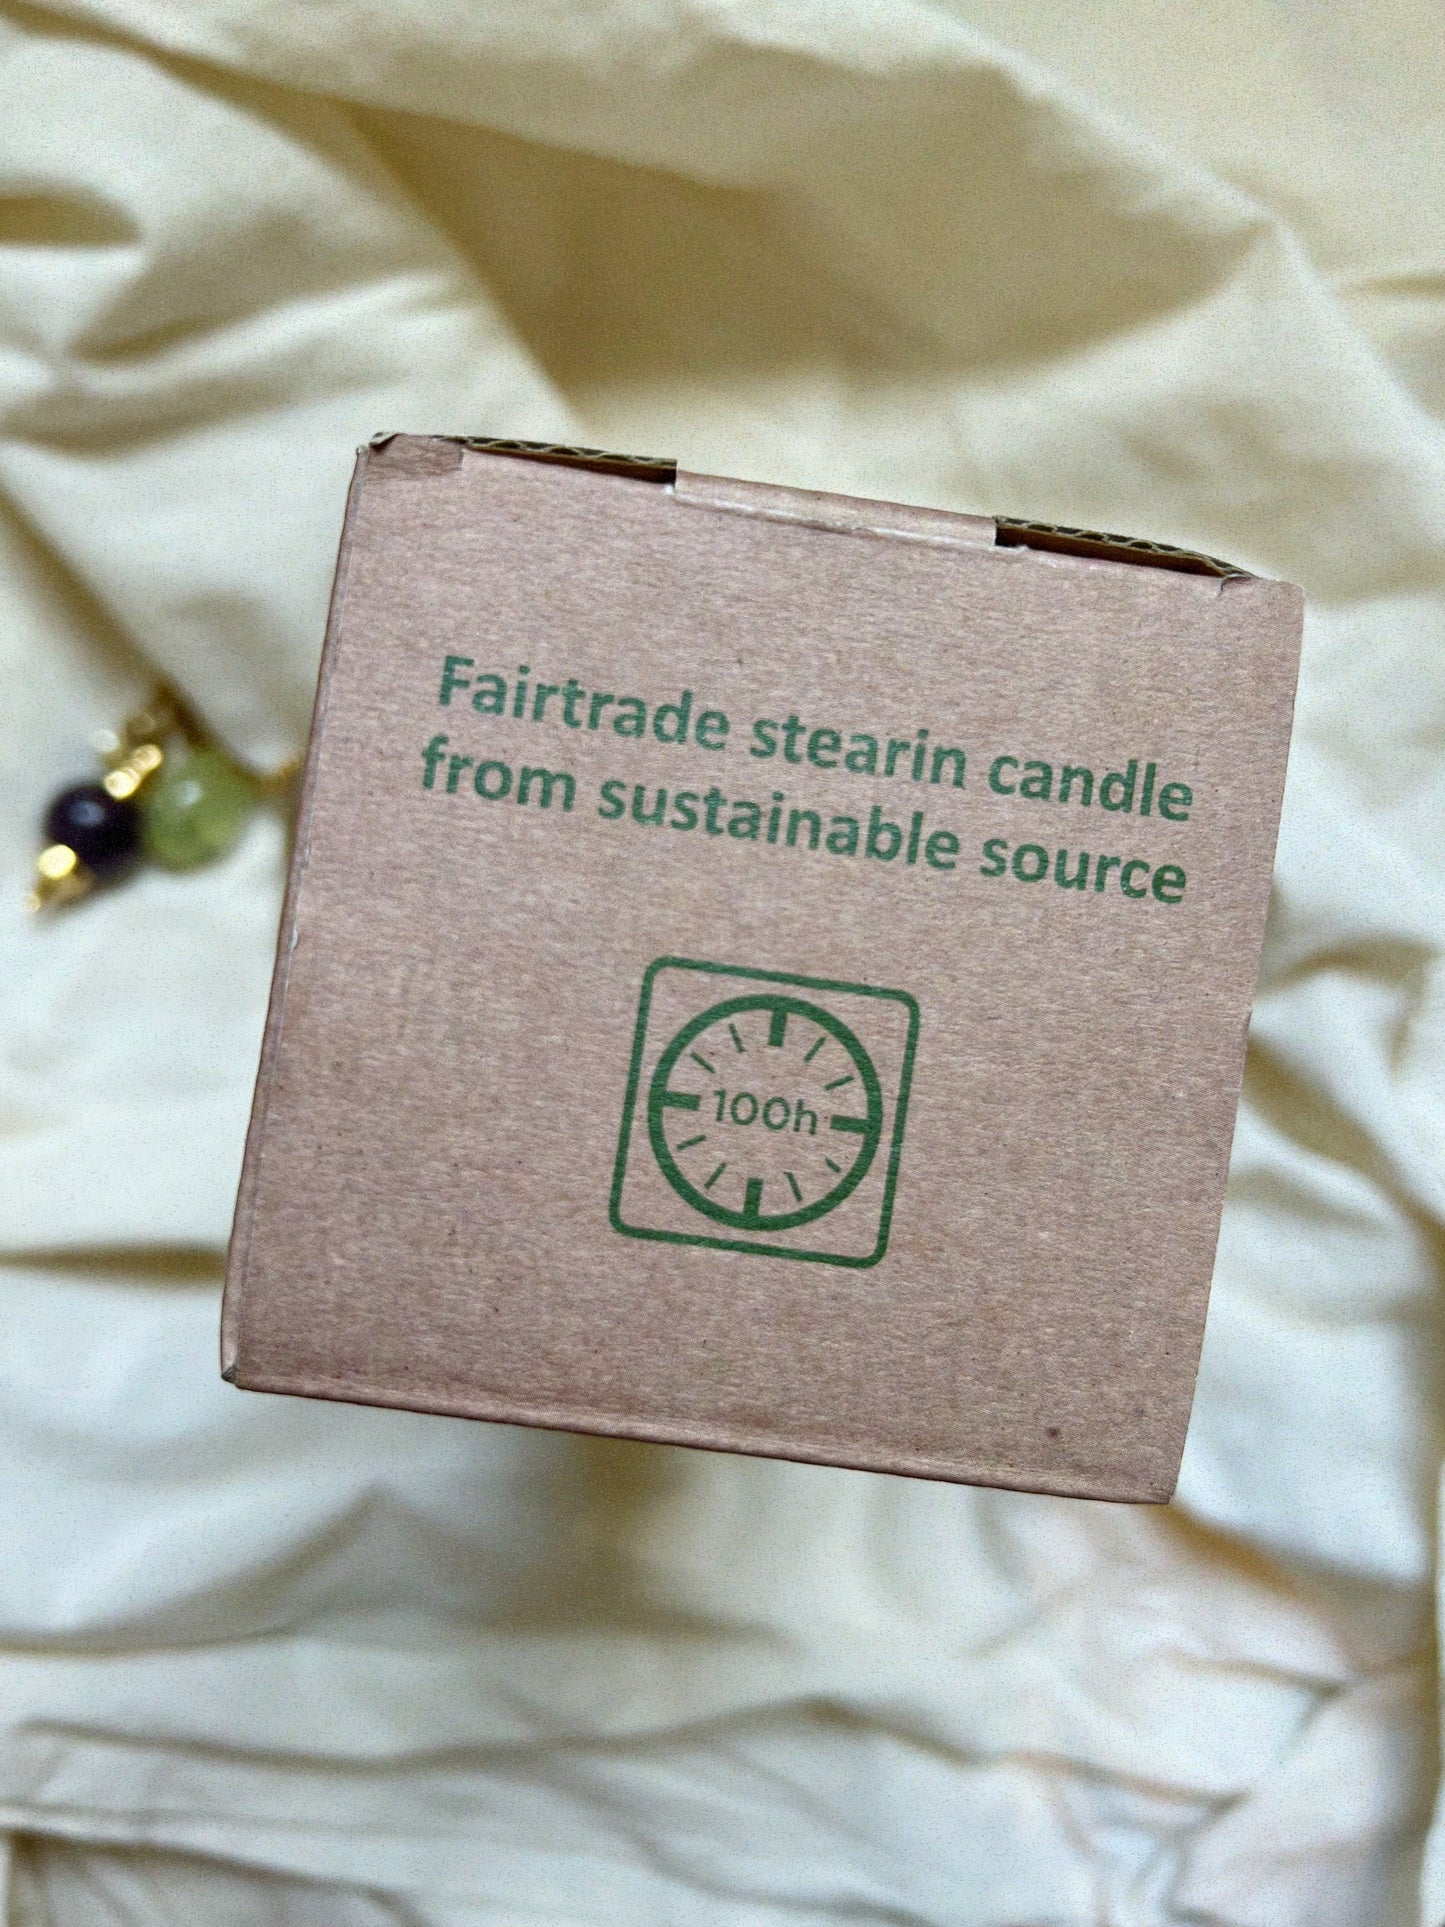 Fairtrade stearin candle
from sustainable source
100h